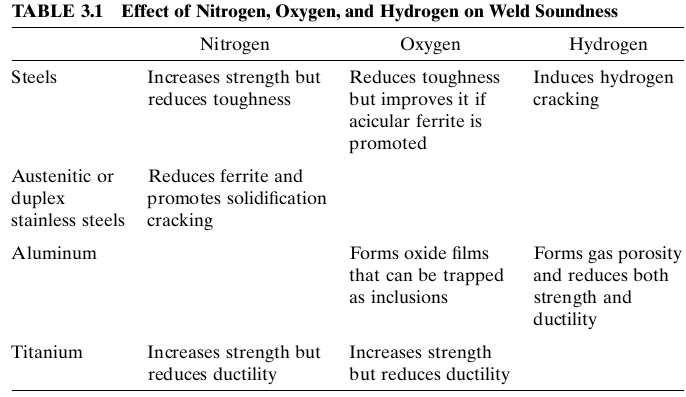 TABLE 3.1 Effect of Nitrogen, Oxygen, and Hydrogen on Weld Soundness
Nitrogen Oxygen Hydrogen
Steels Increases strength but Reduces toughness Induces hydrogen
reduces toughness but improves it if cracking
acicular ferrite is
promoted
Austenitic or Reduces ferrite and
duplex promotes solidification
stainless steels cracking
Aluminum Forms oxide films Forms gas porosity
that can be trapped and reduces both
as inclusions strength and
ductility
Titanium Increases strength but Increases strength
reduces ductility but reduces ductility